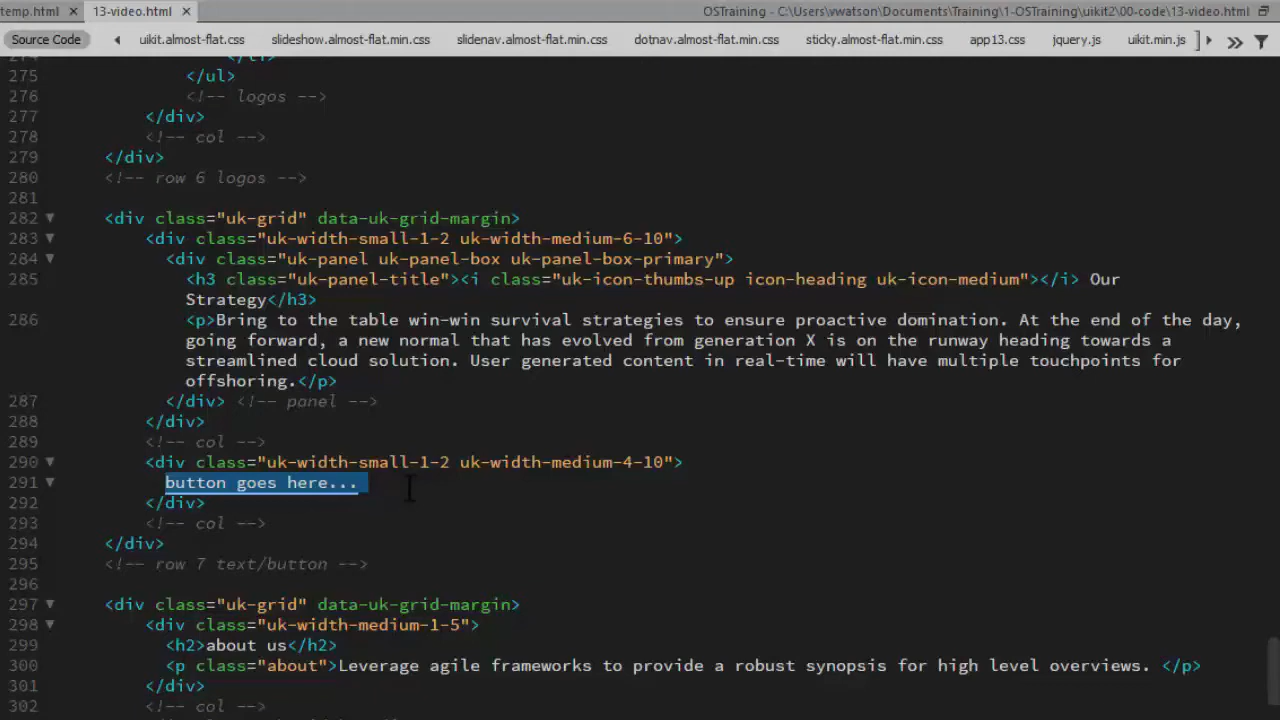 temp.html × 13-video.html × OSTraining - C:\Users\vwatson\Documents\Training\1-OSTraining\uikit2\00-code\13-video.html
Source Code uikit.almost-flat.css slideshow.almost-flat.min.css slidenav.almost-flat.min.css dotnav.almost-flat.min.css sticky.almost-flat.min.css app13.css jquery.js uikit.min.js
274 </li>
275 </ul>
276 <!-- logos -->
277 </div>
278 <!-- col -->
279 </div>
280 <!-- row 6 logos -->
281
282 <div class="uk-grid" data-uk-grid-margin>
283 <div class="uk-width-small-1-2 uk-width-medium-6-10">
284 <div class="uk-panel uk-panel-box uk-panel-box-primary">
285 <h3 class="uk-panel-title"><i class="uk-icon-thumbs-up icon-heading uk-icon-medium"></i> Our
Strategy</h3>
286 <p>Bring to the table win-win survival strategies to ensure proactive domination. At the end of the day,
going forward, a new normal that has evolved from generation X is on the runway heading towards a
streamlined cloud solution. User generated content in real-time will have multiple touchpoints for
offshoring.</p>
287 </div> <!-- panel -->
288 </div>
289 <!-- col -->
290 <div class="uk-width-small-1-2 uk-width-medium-4-10">
291 button goes here...
292 </div>
293 <!-- col -->
294 </div>
295 <!-- row 7 text/button -->
296
297 <div class="uk-grid" data-uk-grid-margin>
298 <div class="uk-width-medium-1-5">
299 <h2>about us</h2>
300 <p class="about">Leverage agile frameworks to provide a robust synopsis for high level overviews. </p>
301 </div>
302 <!-- col -->